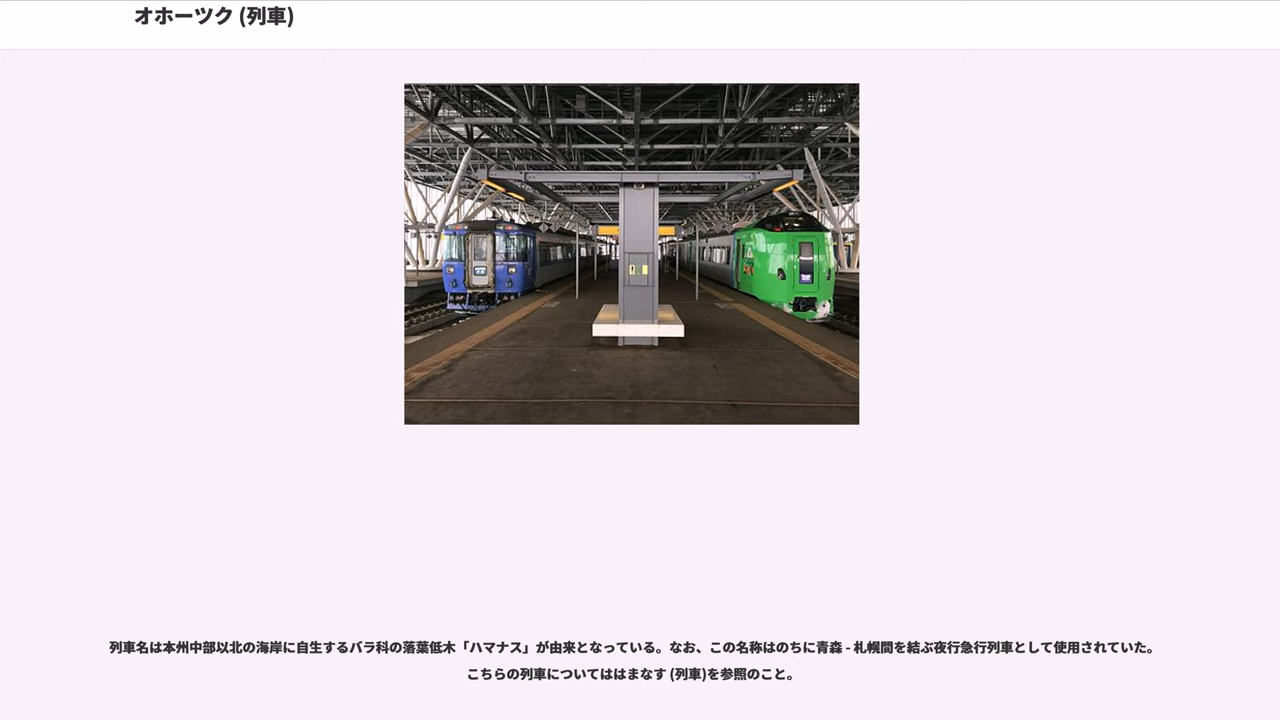 オホーツク (列車)
列車名は本州中部以北の海岸に自生するバラ科の落葉低木「ハマナス」が由来となっている。なお、この名称はのちに青森 - 札幌間を結ぶ夜行急行列車として使用されていた。
こちらの列車についてははまなす (列車)を参照のこと。